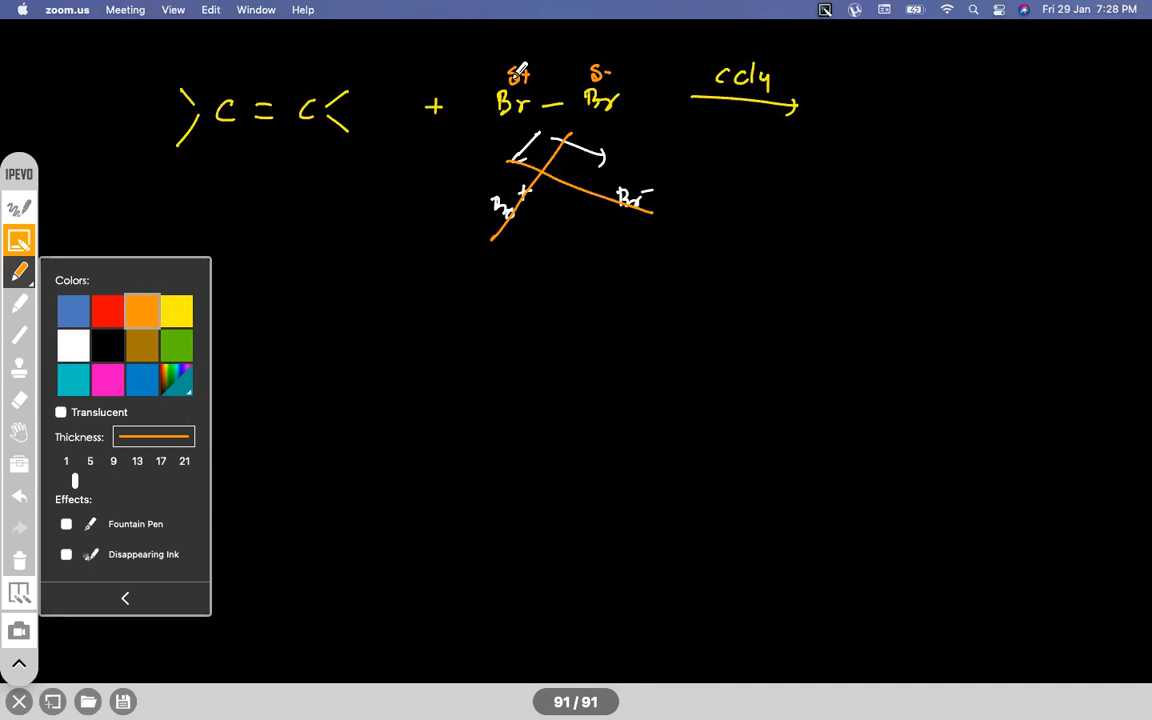 zoom.us Meeting View Edit Window Help Fri 29 Jan 7:28 PM
δ+ δ-
>C = C< + Br – Br CCl4
Br+ Br−
IPEVO
Colors:
Translucent
Thickness:
1 5 9 13 17 21
Effects:
Fountain Pen
Disappearing Ink
91 / 91